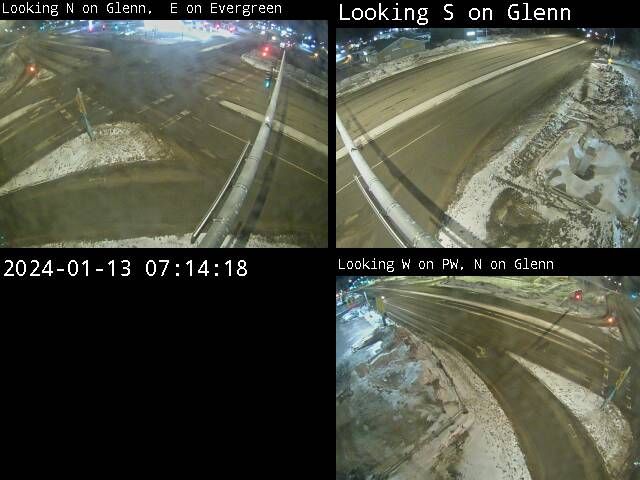 Looking N on Glenn,  E on Evergreen
Looking S on Glenn
2024-01-13 07:14:18
Looking W on PW, N on Glenn